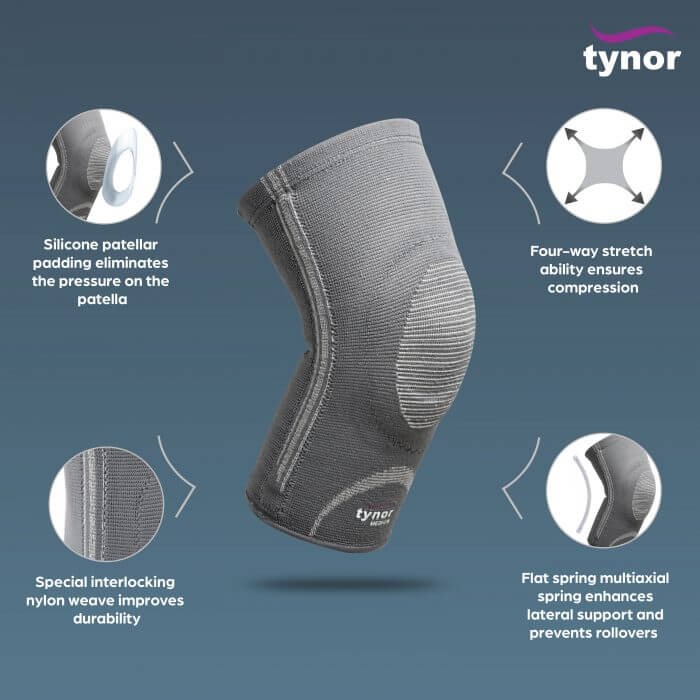 tynor
Silicone patellar
padding eliminates
the pressure on the
patella
Four-way stretch
ability ensures
compression
tynor
MEDIUM
Special interlocking
nylon weave improves
durability
Flat spring multiaxial
spring enhances
lateral support and
prevents rollovers